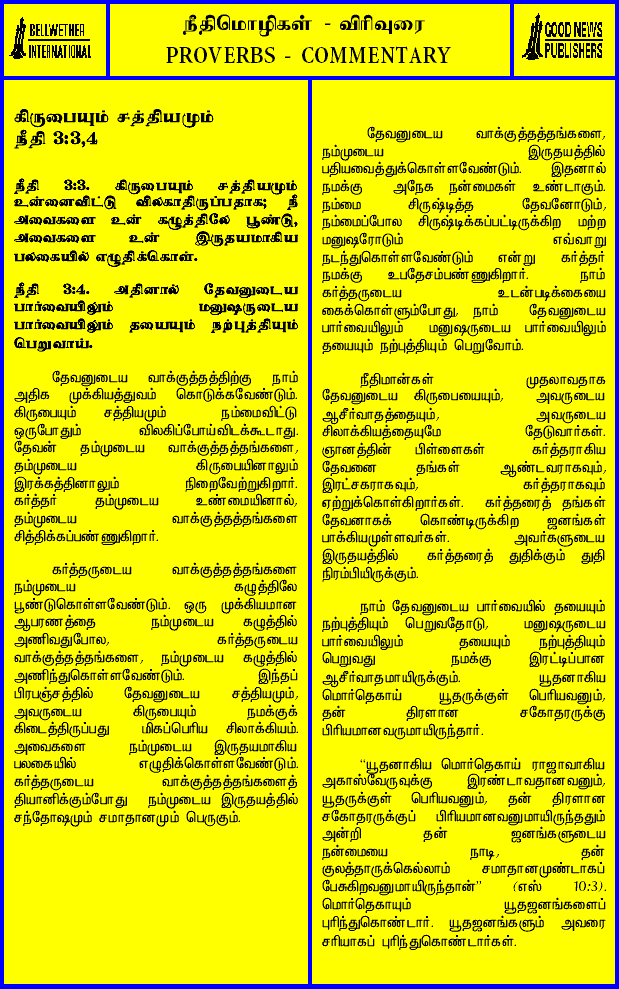 BELLWETHER
INTERNATIONAL
நீதிமொழிகள் - விரிவுரை
PROVERBS - COMMENTARY
GOOD NEWS
PUBLISHERS
கிருபையும் சத்தியமும்
நீதி 3:3,4
நீதி 3:3. கிருபையும் சத்தியமும்
உன்னைவிட்டு விலகாதிருப்பதாக; நீ
அவைகளை உன் கழுத்திலே பூண்டு,
அவைகளை உன் இருதயமாகிய
பலகையில் எழுதிக்கொள்.
நீதி 3:4. அதினால் தேவனுடைய
பார்வையிலும் மனுஷருடைய
பார்வையிலும் தயையும் நற்புத்தியும்
பெறுவாய்.
தேவனுடைய வாக்குத்தத்திற்கு நாம்
அதிக முக்கியத்துவம் கொடுக்கவேண்டும்.
கிருபையும் சத்தியமும் நம்மைவிட்டு
ஒருபோதும் விலகிப்போய்விடக்கூடாது.
தேவன் தம்முடைய வாக்குத்தத்தங்களை,
தம்முடைய கிருபையினாலும்
இரக்கத்தினாலும் நிறைவேற்றுகிறார்.
கர்த்தர் தம்முடைய உண்மையினால்,
தம்முடைய வாக்குத்தத்தங்களை
சித்திக்கப்பண்ணுகிறார்.
கர்த்தருடைய வாக்குத்தத்தங்களை
நம்முடைய கழுத்திலே
பூண்டுகொள்ளவேண்டும். ஒரு முக்கியமான
ஆபரணத்தை நம்முடைய கழுத்தில்
அணிவதுபோல, கர்த்தருடைய
வாக்குத்தத்தங்களை, நம்முடைய கழுத்தில்
அணிந்துகொள்ளவேண்டும். இந்தப்
பிரபஞ்சத்தில் தேவனுடைய சத்தியமும்,
அவருடைய கிருபையும் நமக்குக்
கிடைத்திருப்பது மிகப்பெரிய சிலாக்கியம்.
அவைகளை நம்முடைய இருதயமாகிய
பலகையில் எழுதிக்கொள்ளவேண்டும்.
கர்த்தருடைய வாக்குத்தத்தங்களைத்
தியானிக்கும்போது நம்முடைய இருதயத்தில்
சந்தோஷமும் சமாதானமும் பெருகும்.
தேவனுடைய வாக்குத்தத்தங்களை,
நம்முடைய இருதயத்தில்
பதியவைத்துக்கொள்ளவேண்டும். இதனால்
நமக்கு அநேக நன்மைகள் உண்டாகும்.
நம்மை சிருஷ்டித்த தேவனோடும்,
நம்மைப்போல சிருஷ்டிக்கப்பட்டிருக்கிற மற்ற
மனுஷரோடும் எவ்வாறு
நடந்துகொள்ளவேண்டும் என்று கர்த்தர்
நமக்கு உபதேசம்பண்ணுகிறார். நாம்
கர்த்தருடைய உடன்படிக்கையை
கைக்கொள்ளும்போது, நாம் தேவனுடைய
பார்வையிலும் மனுஷருடைய பார்வையிலும்
தயையும் நற்புத்தியும் பெறுவோம்.
நீதிமான்கள் முதலாவதாக
தேவனுடைய கிருபையையும், அவருடைய
ஆசீர்வாதத்தையும், அவருடைய
சிலாக்கியத்தையுமே தேடுவார்கள்.
ஞானத்தின் பிள்ளைகள் கர்த்தராகிய
தேவனை தங்கள் ஆண்டவராகவும்,
இரட்சகராகவும், கர்த்தராகவும்
ஏற்றுக்கொள்கிறார்கள். கர்த்தரைத் தங்கள்
தேவனாகக் கொண்டிருக்கிற ஜனங்கள்
பாக்கியமுள்ளவர்கள். அவர்களுடைய
இருதயத்தில் கர்த்தரைத் துதிக்கும் துதி
நிரம்பியிருக்கும்.
நாம் தேவனுடைய பார்வையில் தயையும்
நற்புத்தியும் பெறுவதோடு, மனுஷருடைய
பார்வையிலும் தயையும் நற்புத்தியும்
பெறுவது நமக்கு இரட்டிப்பான
ஆசீர்வாதமாயிருக்கும். யூதனாகிய
மொர்தெகாய் யூதருக்குள் பெரியவனும்,
தன் திரளான சகோதரருக்கு
பிரியமானவருமாயிருந்தார்.
"யூதனாகிய மொர்தெகாய் ராஜாவாகிய
அகாஸ்வேருவுக்கு இரண்டாவதானவனும்,
யூதருக்குள் பெரியவனும், தன் திரளான
சகோதரருக்குப் பிரியமானவனுமாயிருந்ததும்
அன்றி தன் ஜனங்களுடைய
நன்மையை நாடி, தன்
குலத்தாருக்கெல்லாம் சமாதானமுண்டாகப்
பேசுகிறவனுமாயிருந்தான்" (எஸ் 10:3).
மொர்தெகாயும் யூதஜனங்களைப்
புரிந்துகொண்டார். யூதஜனங்களும் அவரை
சரியாகப் புரிந்துகொண்டார்கள்.